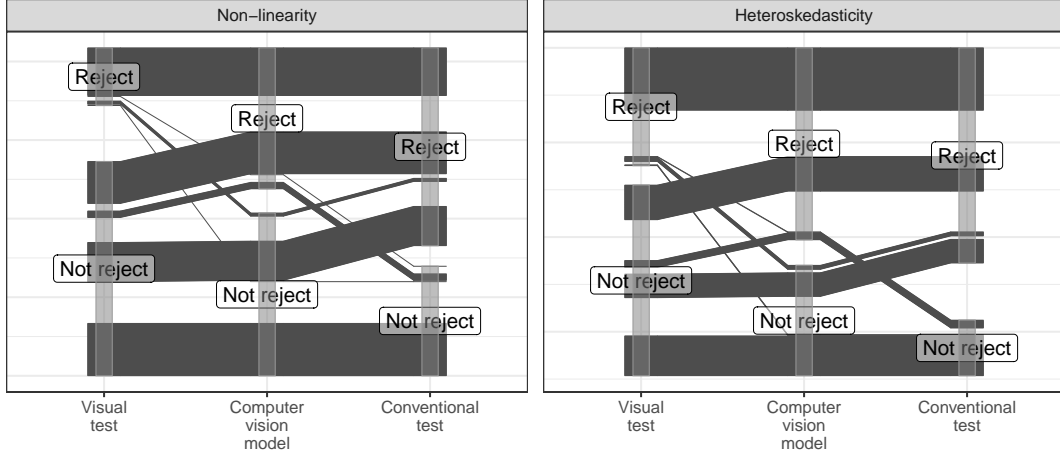 Non−linearity
Heteroskedasticity
Reject
Reject
Reject
Not reject
Not reject
Not reject
Visual
test
Computer
vision
model
Conventional
test
Reject
Reject
Reject
Not reject
Not reject
Not reject
Visual
test
Computer
vision
model
Conventional
test